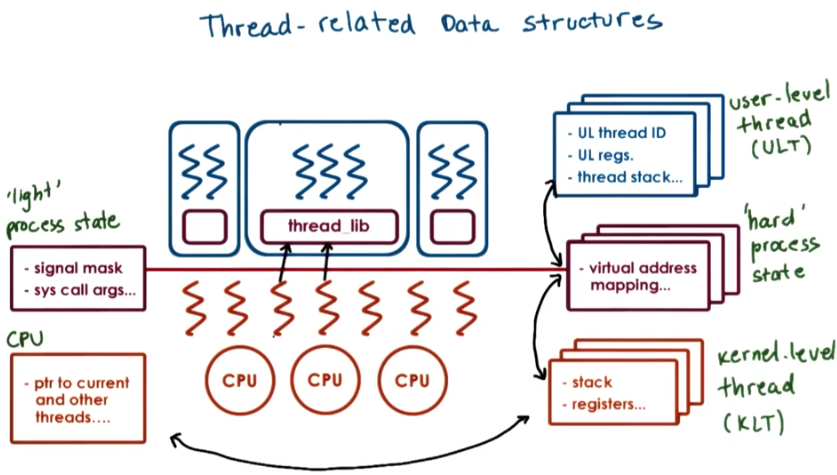 Thread-related Data structures
user-level
thread
(ULT)
- UL thread ID
- UL regs.
- thread stack...
thread_lib
'light'
process state
- signal mask
- sys call args...
'hard'
process
state
- virtual address
mapping...
CPU
- ptr to current
and other
threads....
CPU
CPU
CPU
- stack
- registers...
kernel-level
thread
(KLT)